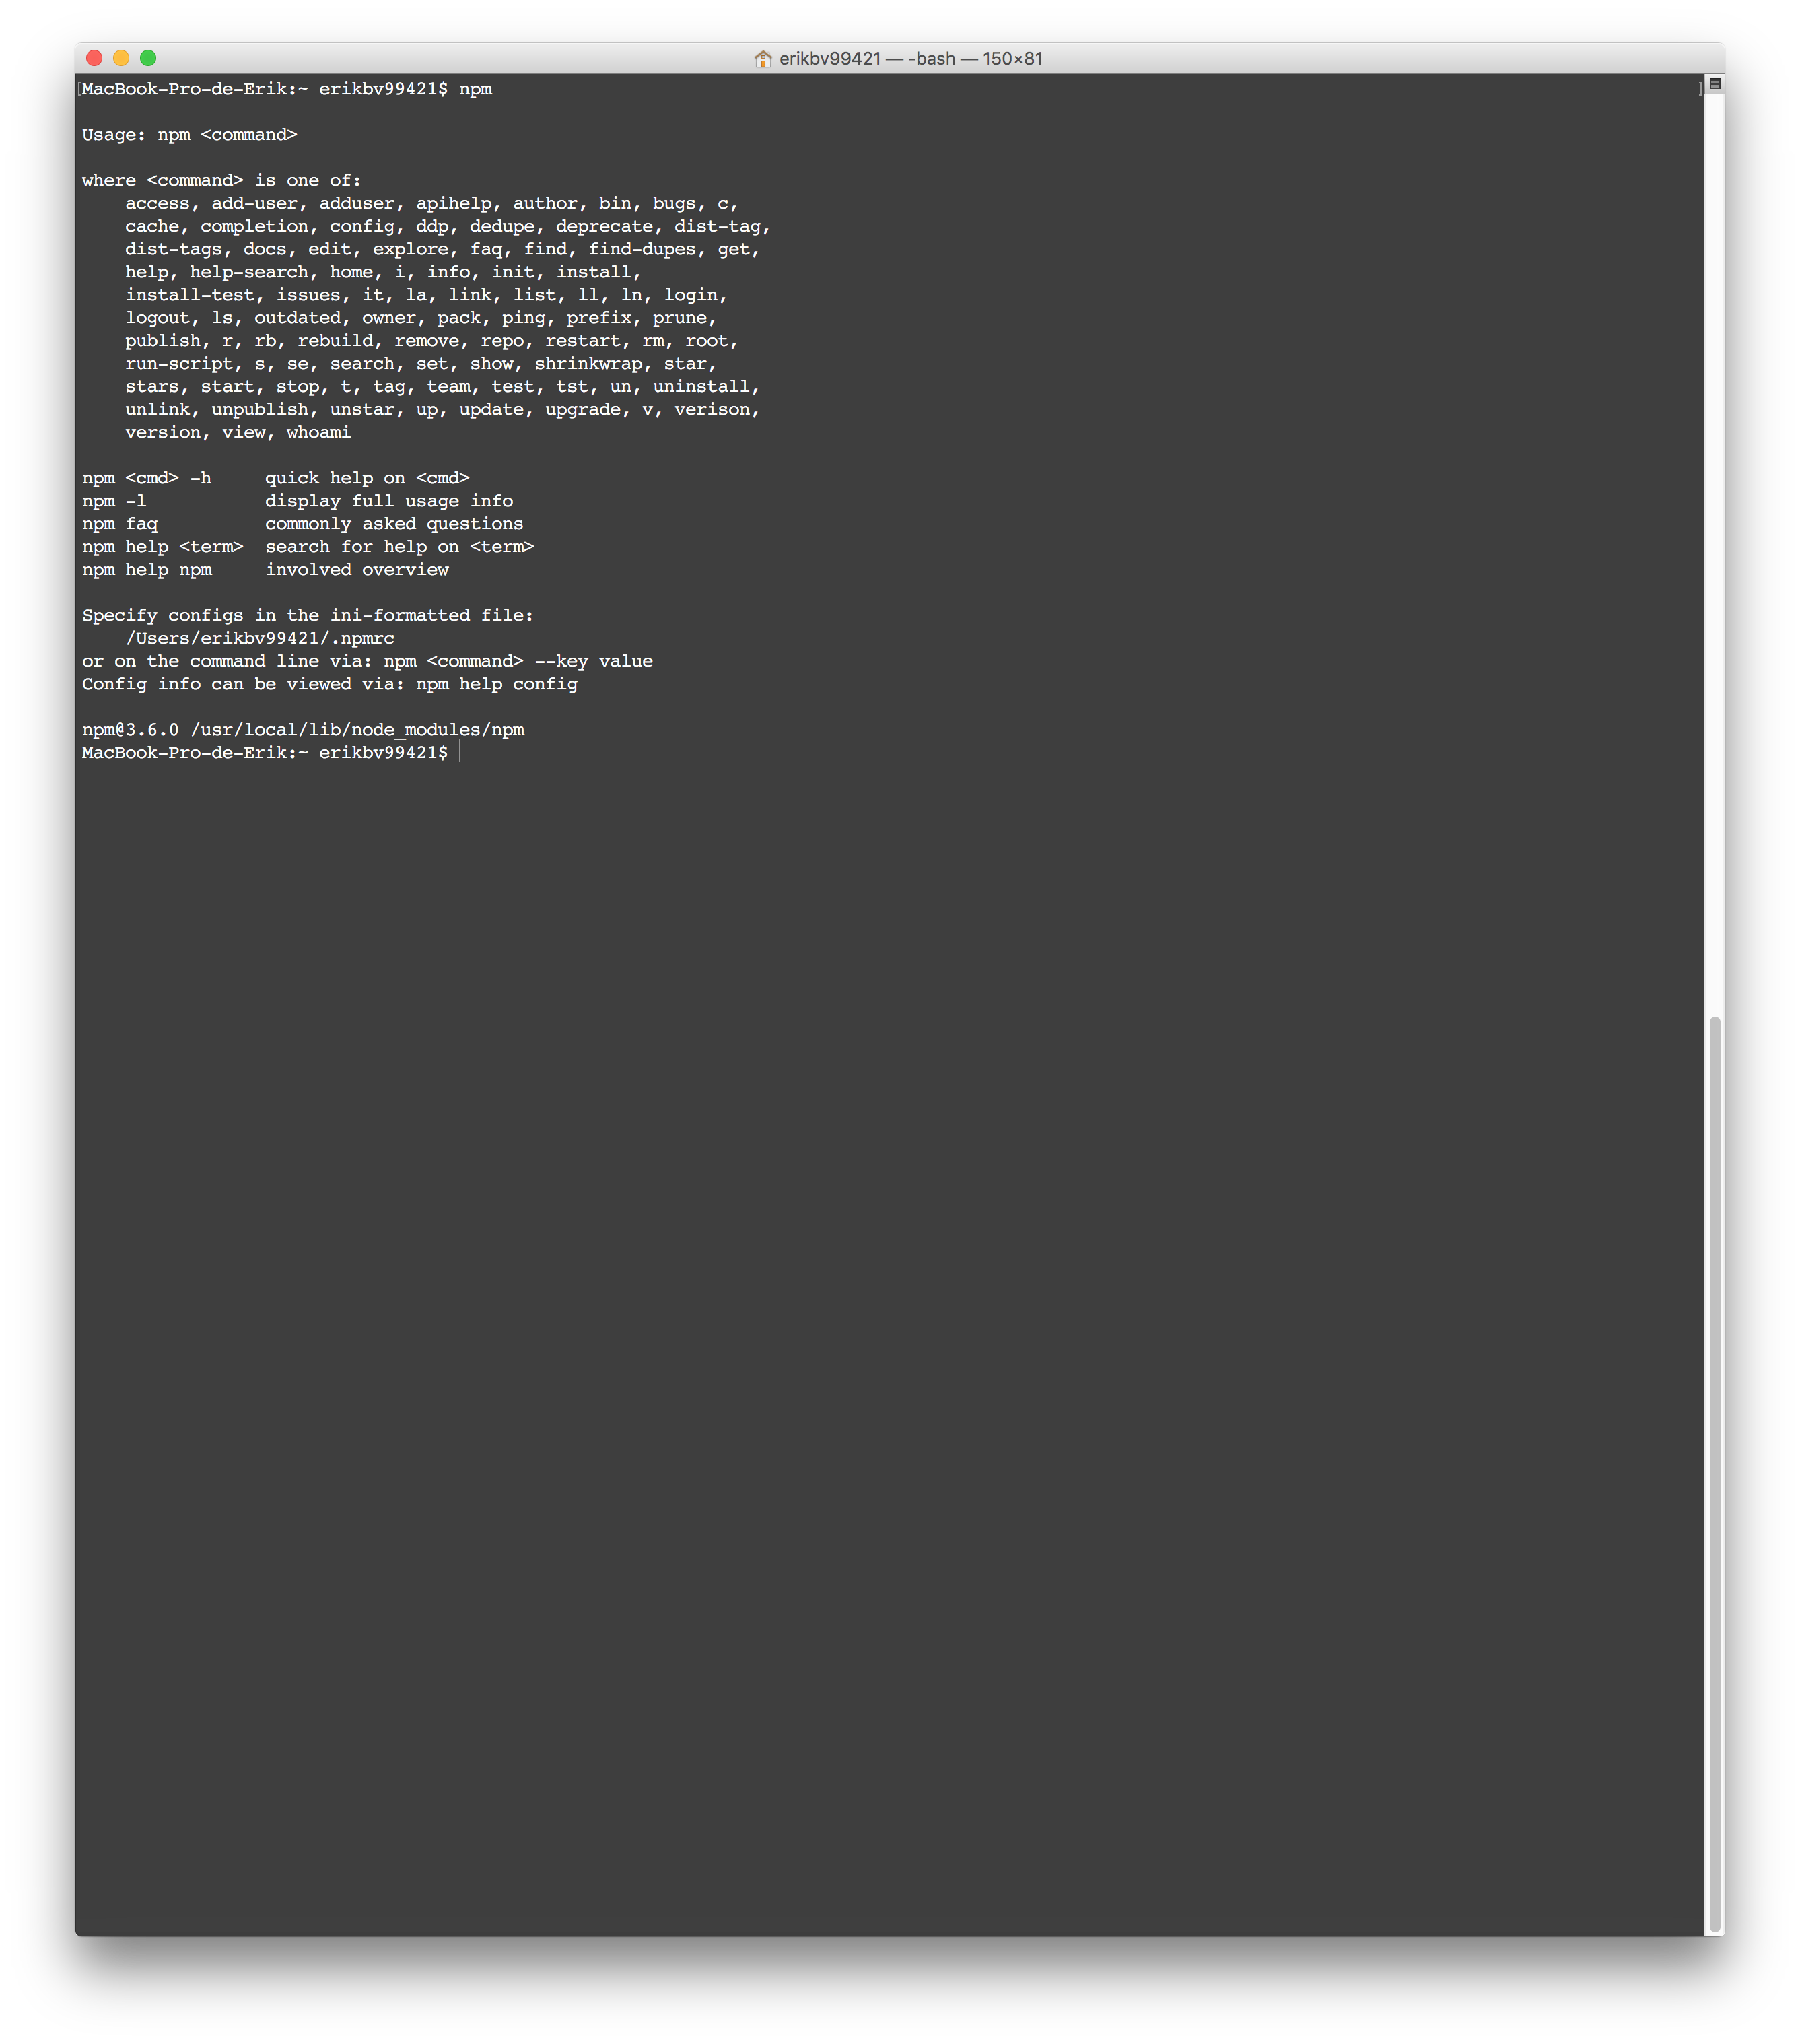 erikbv99421 — -bash — 150×81
[MacBook-Pro-de-Erik:~ erikbv99421$ npm ]
Usage: npm <command>
where <command> is one of:
access, add-user, adduser, apihelp, author, bin, bugs, c,
cache, completion, config, ddp, dedupe, deprecate, dist-tag,
dist-tags, docs, edit, explore, faq, find, find-dupes, get,
help, help-search, home, i, info, init, install,
install-test, issues, it, la, link, list, ll, ln, login,
logout, ls, outdated, owner, pack, ping, prefix, prune,
publish, r, rb, rebuild, remove, repo, restart, rm, root,
run-script, s, se, search, set, show, shrinkwrap, star,
stars, start, stop, t, tag, team, test, tst, un, uninstall,
unlink, unpublish, unstar, up, update, upgrade, v, verison,
version, view, whoami
npm <cmd> -h     quick help on <cmd>
npm -l           display full usage info
npm faq          commonly asked questions
npm help <term>  search for help on <term>
npm help npm     involved overview
Specify configs in the ini-formatted file:
/Users/erikbv99421/.npmrc
or on the command line via: npm <command> --key value
Config info can be viewed via: npm help config
npm@3.6.0 /usr/local/lib/node_modules/npm
MacBook-Pro-de-Erik:~ erikbv99421$